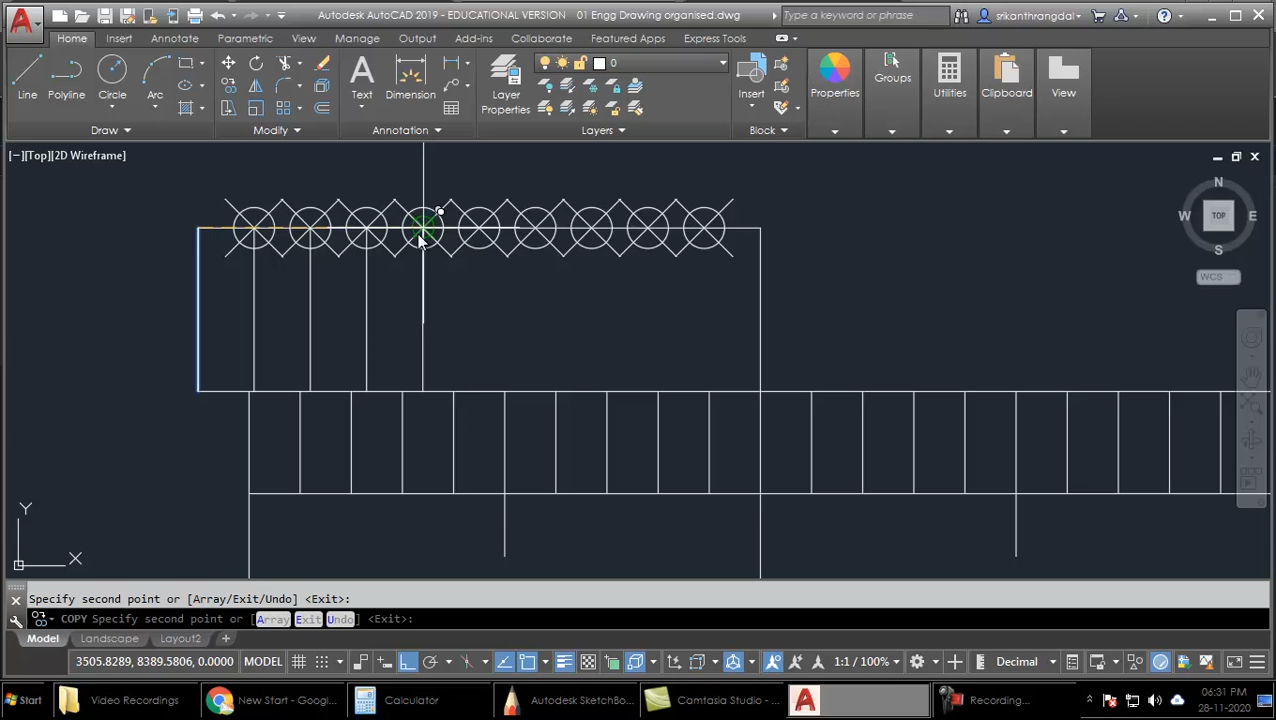 Autodesk AutoCAD 2019 - EDUCATIONAL VERSION 01 Engg Drawing organised.dwg Type a keyword or phrase srikanthrangdal
Home Insert Annotate Parametric View Manage Output Add-ins Collaborate Featured Apps Express Tools
Line Polyline Circle Arc Text Dimension Layer Properties 0 Insert Properties Groups Utilities Clipboard View
Draw Modify Annotation Layers Block
[−][Top][2D Wireframe]
N
W TOP E
S
WCS
Y
X
Specify second point or [Array/Exit/Undo] <Exit>:
COPY Specify second point or [Array Exit Undo] <Exit>:
Model Landscape Layout2 +
3505.8289, 8389.5806, 0.0000 MODEL 1:1 / 100% Decimal
Start Video Recordings New Start - Googl... Calculator Autodesk SketchBo... Camtasia Studio - ... Recording... 06:31 PM
28-11-2020